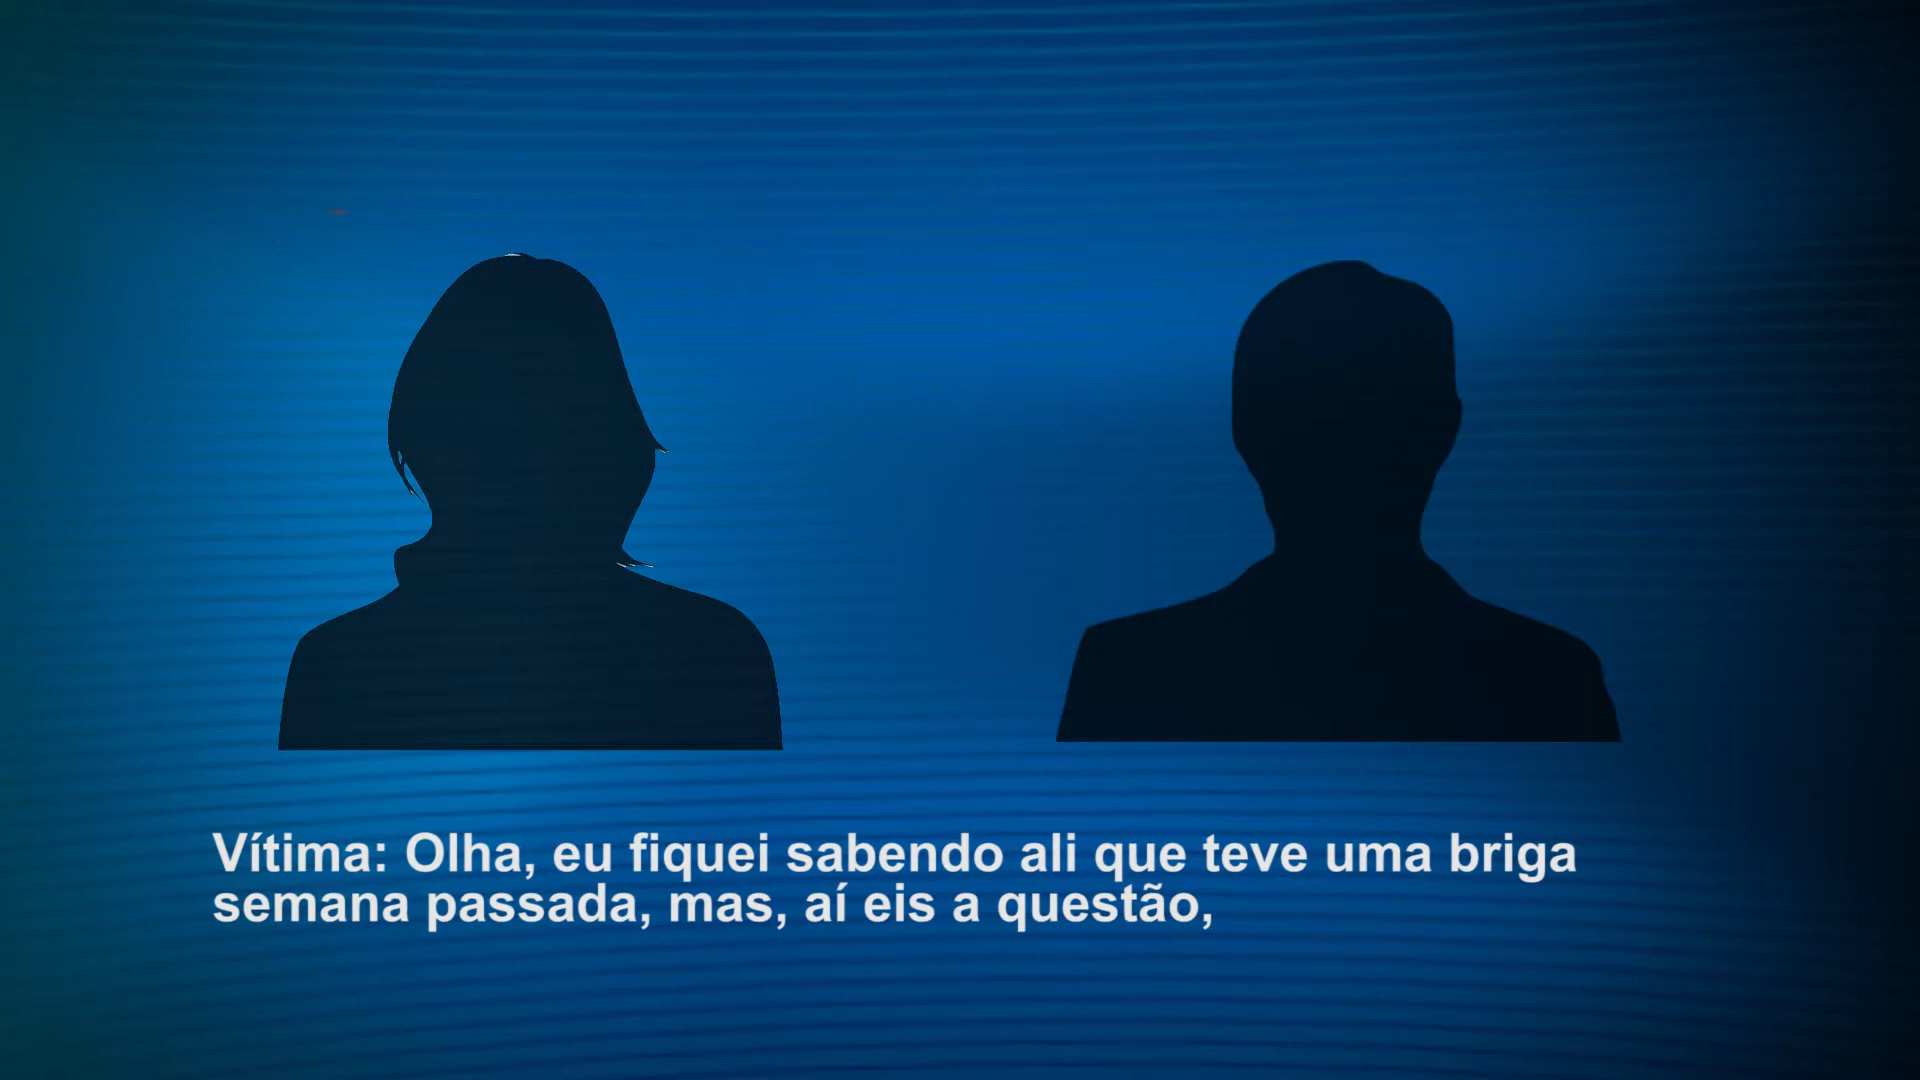 Vítima: Olha, eu fiquei sabendo ali que teve uma briga
semana passada, mas, aí eis a questão,